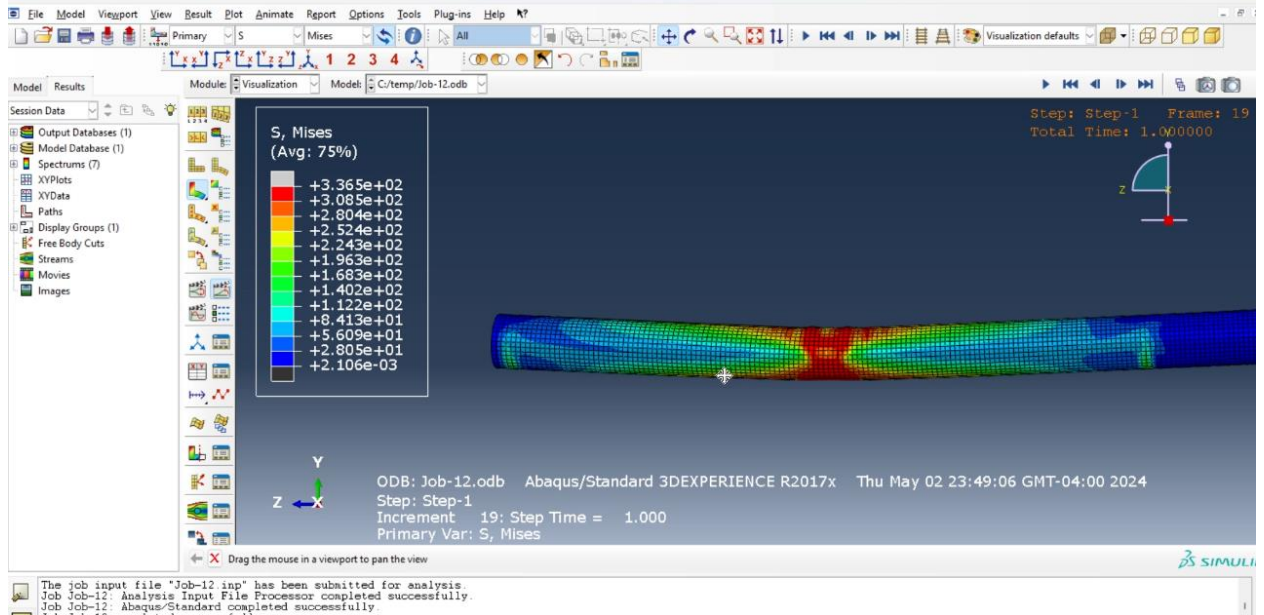 File Model Viewport View Result Plot Animate Report Options Tools Plug-ins Help
Primary S Mises All Visualization defaults
1 2 3 4
Model Results Module: Visualization Model: C:/temp/Job-12.odb
Session Data
Output Databases (1)
Model Database (1)
Spectrums (7)
XYPlots
XYData
Paths
Display Groups (1)
Free Body Cuts
Streams
Movies
Images
S, Mises
(Avg: 75%)
+3.365e+02
+3.085e+02
+2.804e+02
+2.524e+02
+2.243e+02
+1.963e+02
+1.683e+02
+1.402e+02
+1.122e+02
+8.413e+01
+5.609e+01
+2.805e+01
+2.106e-03
Step: Step-1 Frame: 19
Total Time: 1.000000
Z
Y
Z X
ODB: Job-12.odb Abaqus/Standard 3DEXPERIENCE R2017x Thu May 02 23:49:06 GMT-04:00 2024
Step: Step-1
Increment 19: Step Time = 1.000
Primary Var: S, Mises
X Drag the mouse in a viewport to pan the view
The job input file "Job-12.inp" has been submitted for analysis.
Job Job-12: Analysis Input File Processor completed successfully.
Job Job-12: Abaqus/Standard completed successfully.